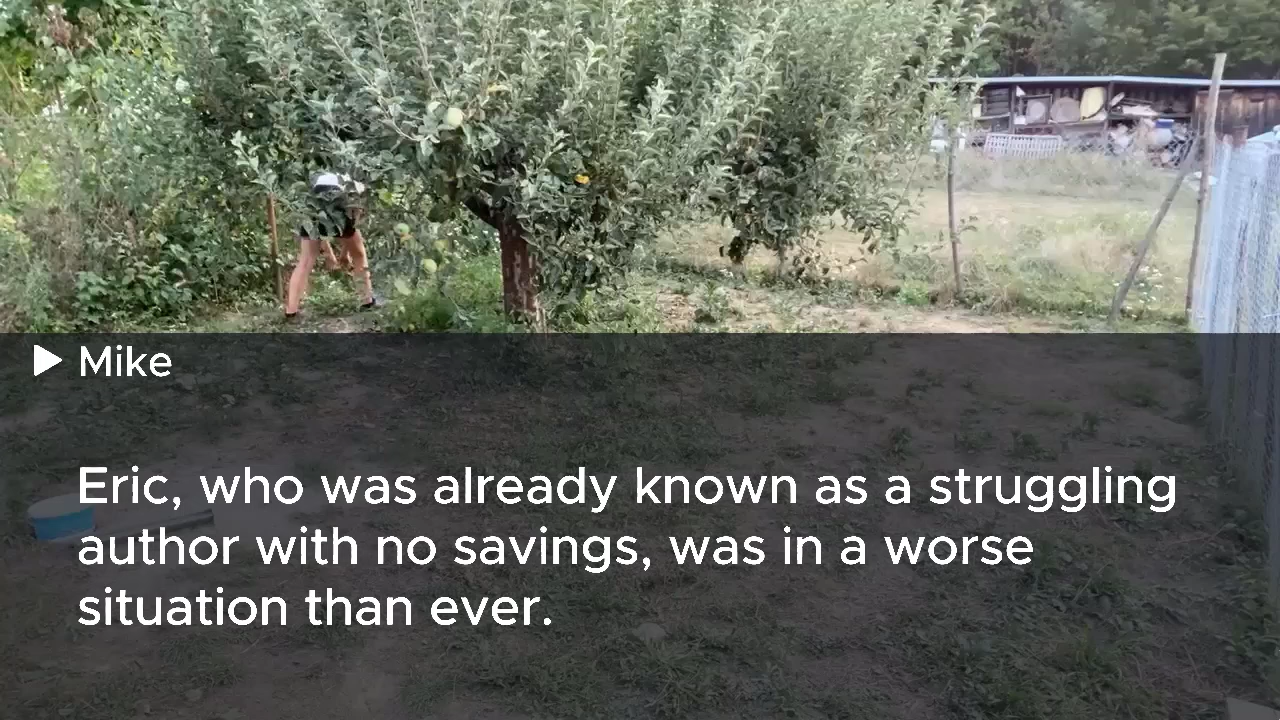 Mike
Eric, who was already known as a struggling
author with no savings, was in a worse
situation than ever.